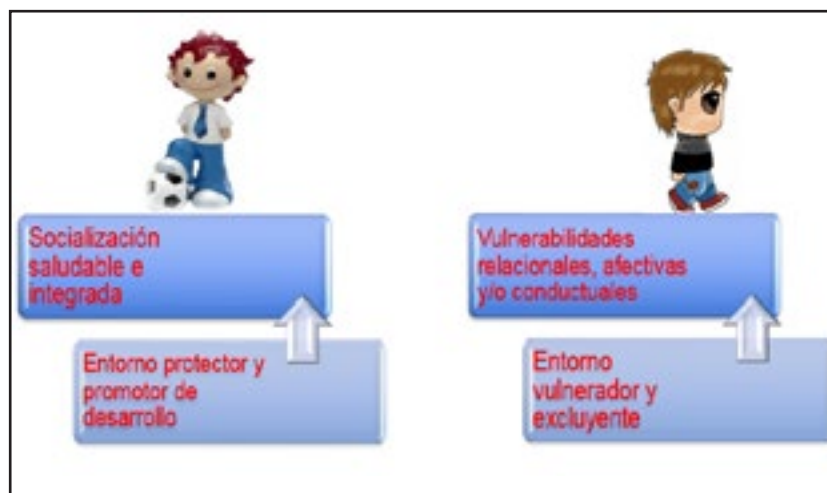 Socialización
saludable e
integrada
Entorno protector y
promotor de
desarrollo
Vulnerabilidades
relacionales, afectivas
y/o conductuales
Entorno
vulnerador y
excluyente